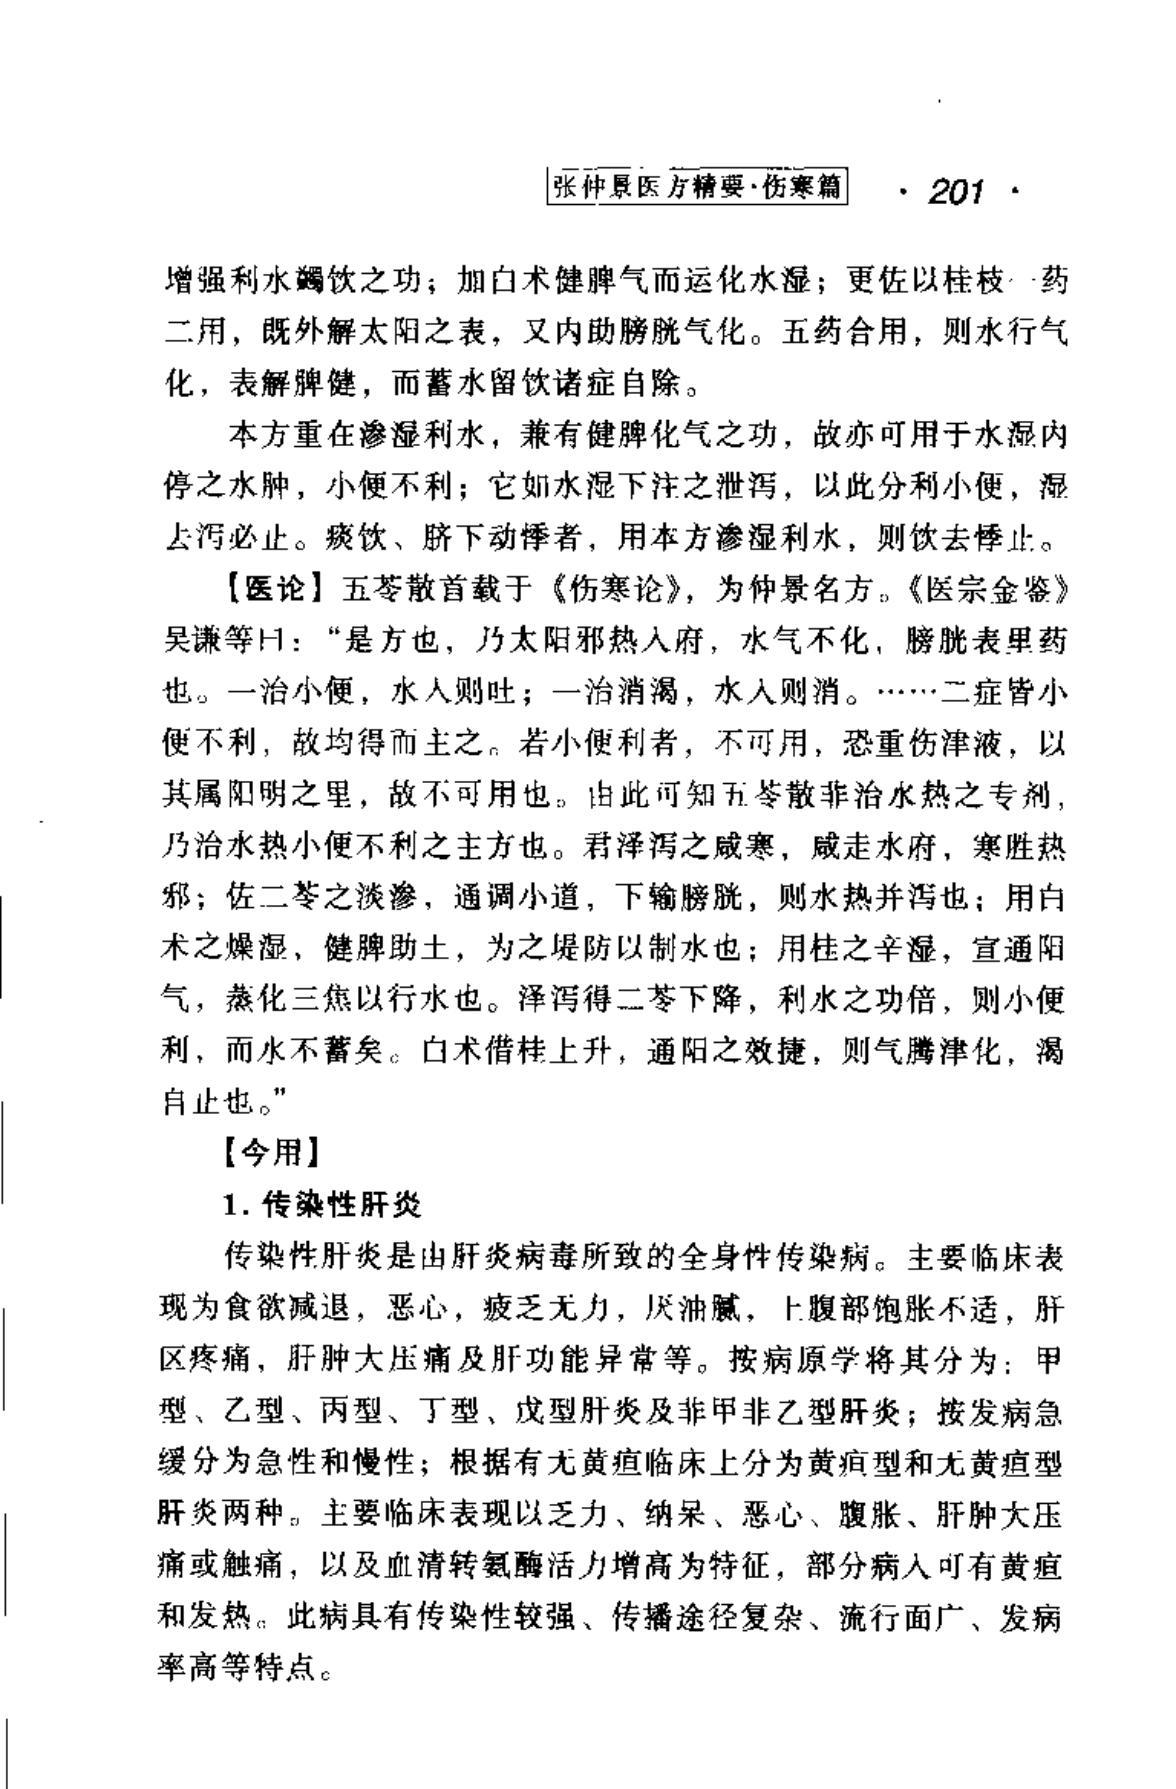 张仲景医方精要·伤寒篇 · 201 ·
增强利水蠲饮之功；加白术健脾气而运化水湿；更佐以桂枝一药
二用，既外解太阳之表，又内助膀胱气化。五药合用，则水行气
化，表解脾健，而蓄水留饮诸症自除。
本方重在渗湿利水，兼有健脾化气之功，故亦可用于水湿内
停之水肿，小便不利；它如水湿下注之泄泻，以此分利小便，湿
去泻必止。痰饮、脐下动悸者，用本方渗湿利水，则饮去悸止。
【医论】五苓散首载于《伤寒论》，为仲景名方。《医宗金鉴》
吴谦等曰：“是方也，乃太阳邪热入府，水气不化，膀胱表里药
也。一治小便，水入则吐；一治消渴，水入则消。……二症皆小
便不利，故均得而主之。若小便利者，不可用，恐重伤津液，以
其属阳明之里，故不可用也。由此可知五苓散非治水热之专剂，
乃治水热小便不利之主方也。君泽泻之咸寒，咸走水府，寒胜热
邪；佐二苓之淡渗，通调小道，下输膀胱，则水热并泻也；用白
术之燥湿，健脾助土，为之堤防以制水也；用桂之辛湿，宣通阳
气，蒸化三焦以行水也。泽泻得二苓下降，利水之功倍，则小便
利，而水不蓄矣。白术借桂上升，通阳之效捷，则气腾津化，渴
自止也。”
【今用】
1. 传染性肝炎
传染性肝炎是由肝炎病毒所致的全身性传染病。主要临床表
现为食欲减退，恶心，疲乏无力，厌油腻，上腹部饱胀不适，肝
区疼痛，肝肿大压痛及肝功能异常等。按病原学将其分为：甲
型、乙型、丙型、丁型、戊型肝炎及非甲非乙型肝炎；按发病急
缓分为急性和慢性；根据有无黄疸临床上分为黄疸型和无黄疸型
肝炎两种。主要临床表现以乏力、纳呆、恶心、腹胀、肝肿大压
痛或触痛，以及血清转氨酶活力增高为特征，部分病人可有黄疸
和发热。此病具有传染性较强、传播途径复杂、流行面广、发病
率高等特点。